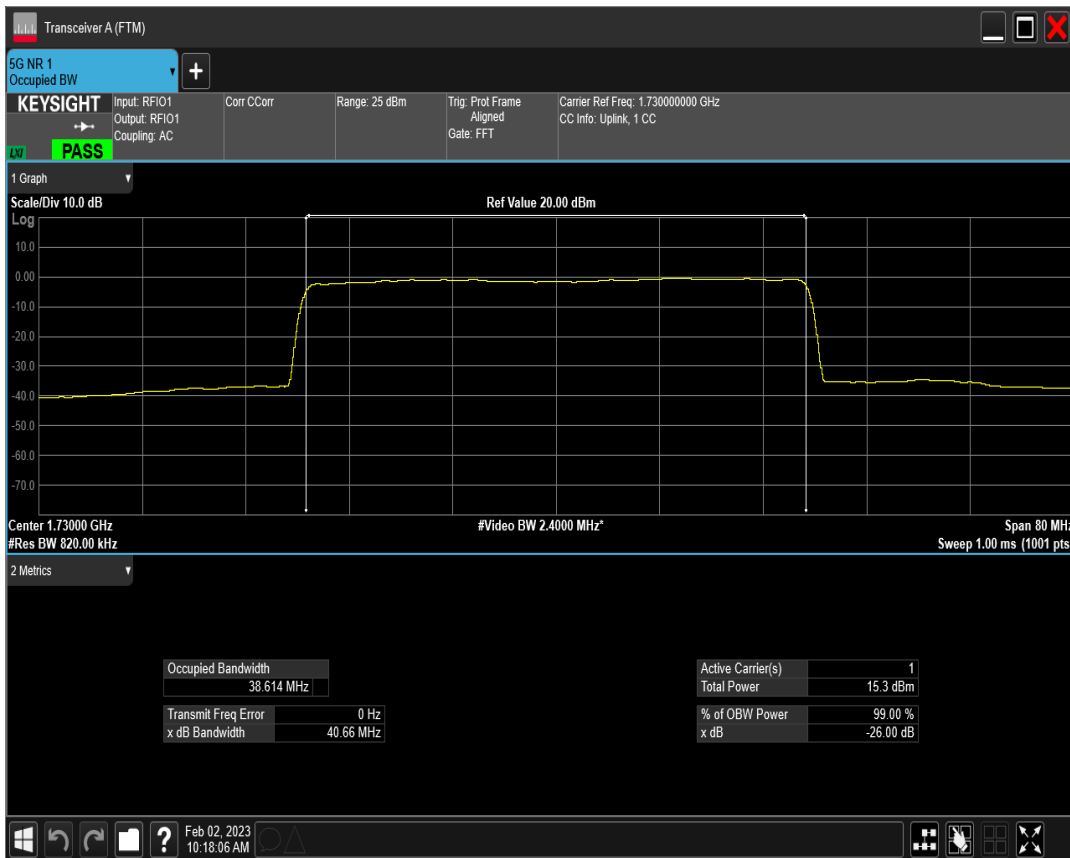 Transceiver A (FTM)
5G NR 1
Occupied BW
+
KEYSIGHT
LXI
PASS
Input: RFIO1
Output: RFIO1
Coupling: AC
Corr CCorr
Range: 25 dBm
Trig: Prot Frame
Aligned
Gate: FFT
Carrier Ref Freq: 1.730000000 GHz
CC Info: Uplink, 1 CC
1 Graph
Scale/Div 10.0 dB
Ref Value 20.00 dBm
Log
10.0
0.00
-10.0
-20.0
-30.0
-40.0
-50.0
-60.0
-70.0
Center 1.73000 GHz
#Video BW 2.4000 MHz*
Span 80 MHz
#Res BW 820.00 kHz
Sweep 1.00 ms (1001 pts
2 Metrics
Occupied Bandwidth
38.614 MHz
Transmit Freq Error 0 Hz
x dB Bandwidth 40.66 MHz
Active Carrier(s) 1
Total Power 15.3 dBm
% of OBW Power 99.00 %
x dB -26.00 dB
?
Feb 02, 2023
10:18:06 AM